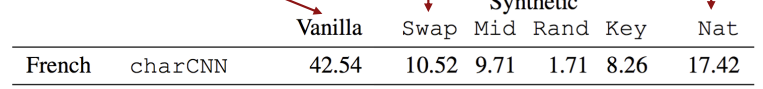 Synthetic
Vanilla Swap Mid Rand Key Nat
French charCNN 42.54 10.52 9.71 1.71 8.26 17.42